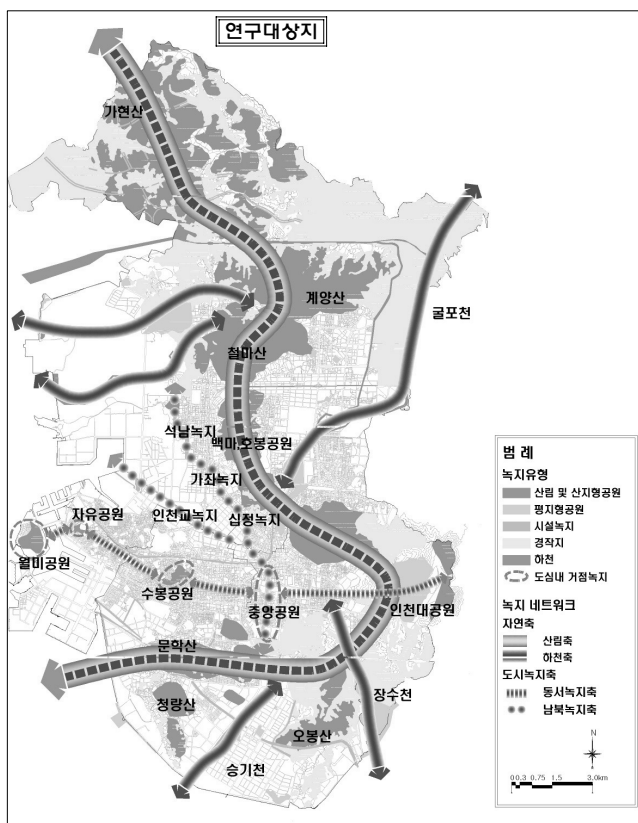 연구대상지
가현산
계양산
굴포천
철마산
석남녹지
백마,호봉공원
가좌녹지
자유공원
인천교녹지
십정녹지
월미공원
수봉공원
중앙공원
인천대공원
문학산
장수천
청량산
오봉산
승기천
범 례
녹지유형
산림 및 산지형공원
평지형공원
시설녹지
경작지
하천
도심내 거점녹지
녹지 네트워크
자연축
산림축
하천축
도시녹지축
동서녹지축
남북녹지축
N
0 0.3 0.75 1.5 3.0km